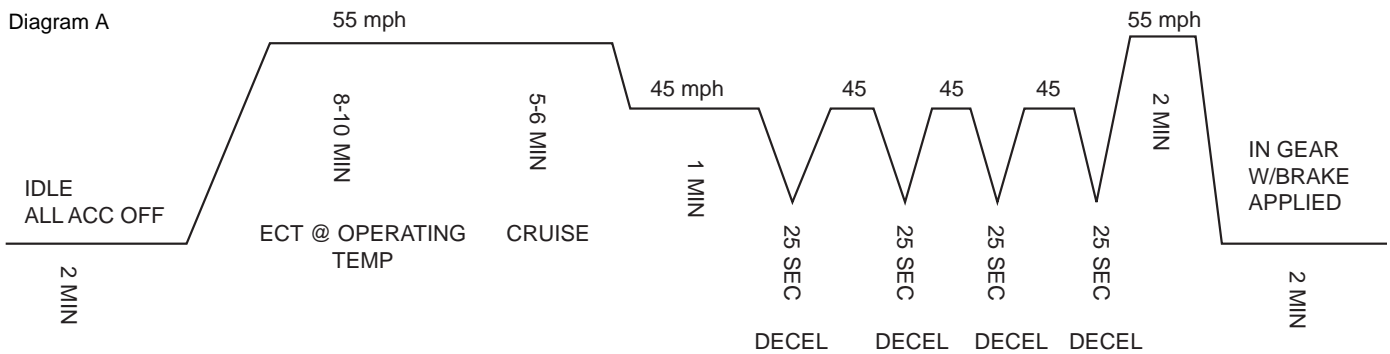 Diagram A
55 mph
55 mph
45 mph
45
45
45
8-10 MIN
5-6 MIN
2 MIN
1 MIN
IDLE
ALL ACC OFF
IN GEAR
W/BRAKE
APPLIED
ECT @ OPERATING
TEMP
CRUISE
2 MIN
25 SEC
25 SEC
25 SEC
25 SEC
2 MIN
DECEL
DECEL
DECEL
DECEL